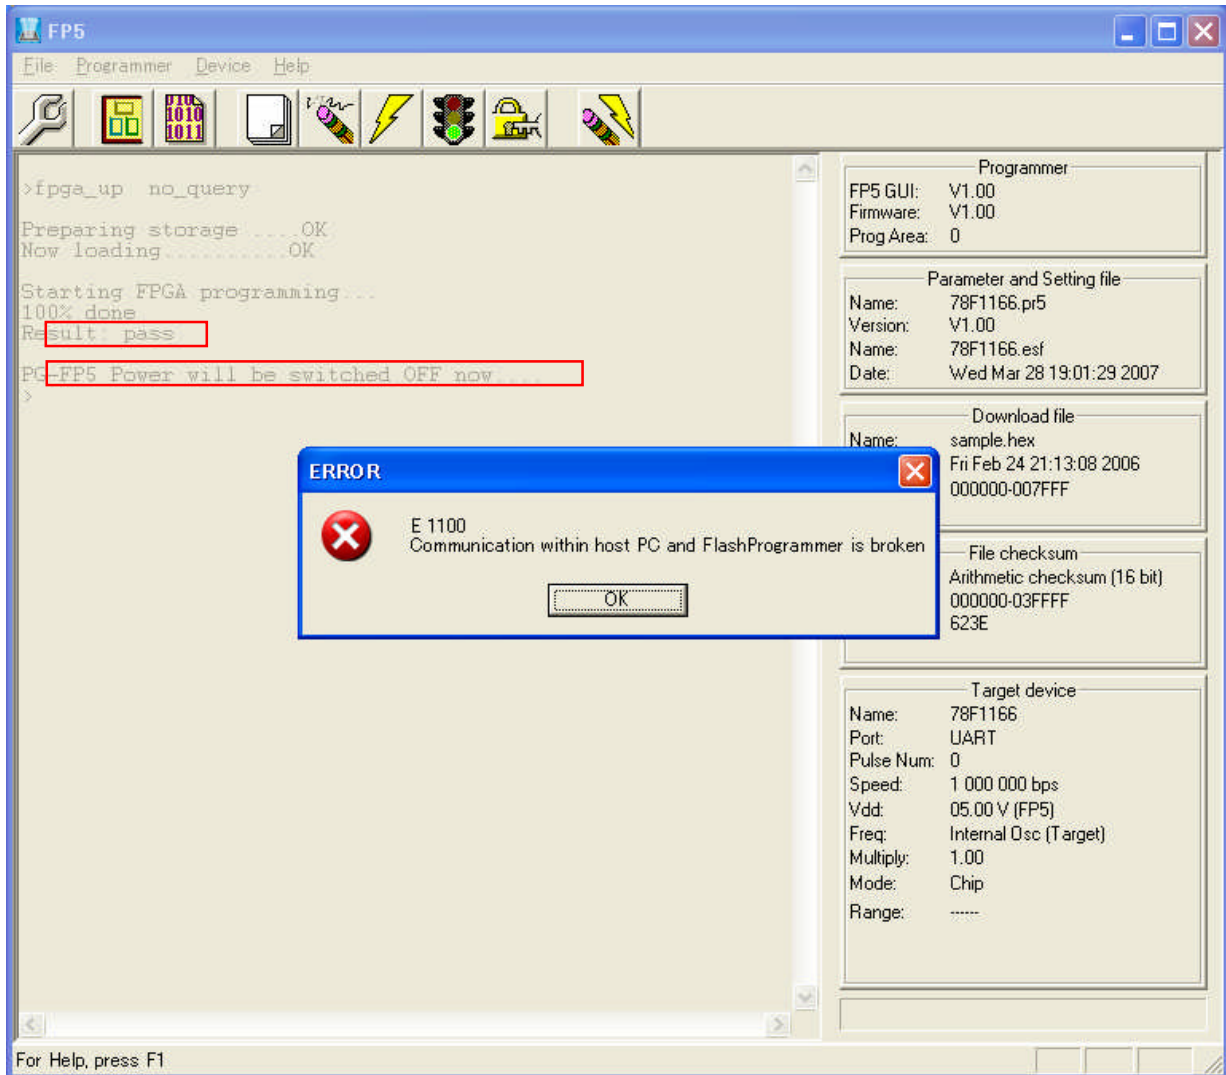 FP5
File Programmer Device Help
010
1010
1011
>fpga_up no_query
Preparing storage ....OK
Now loading..........OK
Starting FPGA programming...
100% done
Result: pass
PG-FP5 Power will be switched OFF now....
>
Programmer
FP5 GUI: V1.00
Firmware: V1.00
Prog Area: 0
Parameter and Setting file
Name: 78F1166.pr5
Version: V1.00
Name: 78F1166.esf
Date: Wed Mar 28 19:01:29 2007
Download file
Name: sample.hex
Fri Feb 24 21:13:08 2006
000000-007FFF
ERROR
E 1100
Communication within host PC and FlashProgrammer is broken
OK
File checksum
Arithmetic checksum (16 bit)
000000-03FFFF
623E
Target device
Name: 78F1166
Port: UART
Pulse Num: 0
Speed: 1 000 000 bps
Vdd: 05.00 V (FP5)
Freq: Internal Osc (Target)
Multiply: 1.00
Mode: Chip
Range: ------
For Help, press F1